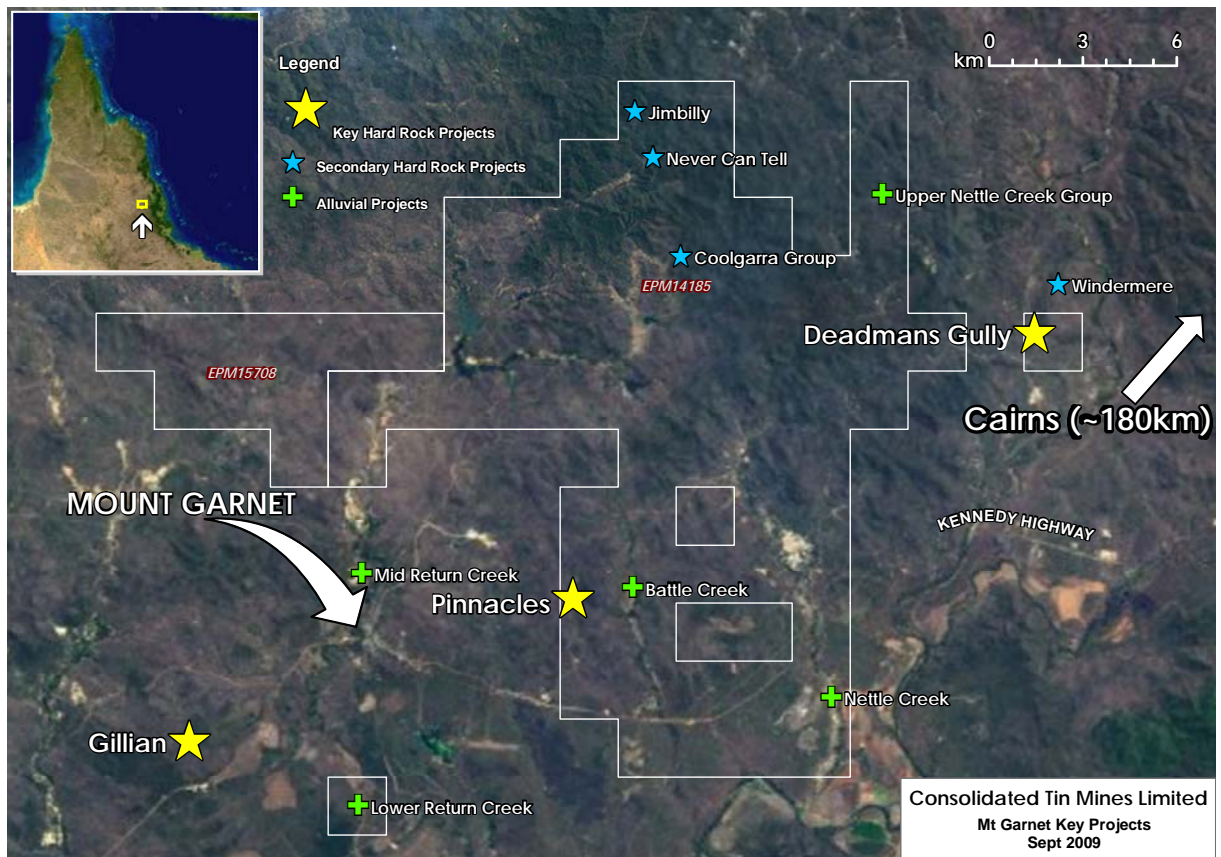 0 3 6
km
Legend
Key Hard Rock Projects
Secondary Hard Rock Projects
Alluvial Projects
Jimbilly
Never Can Tell
Upper Nettle Creek Group
Coolgarra Group
EPM14185
Windermere
Deadmans Gully
EPM15708
Cairns (~180km)
MOUNT GARNET
KENNEDY HIGHWAY
Mid Return Creek
Pinnacles
Battle Creek
Nettle Creek
Gillian
Lower Return Creek
Consolidated Tin Mines Limited
Mt Garnet Key Projects
Sept 2009